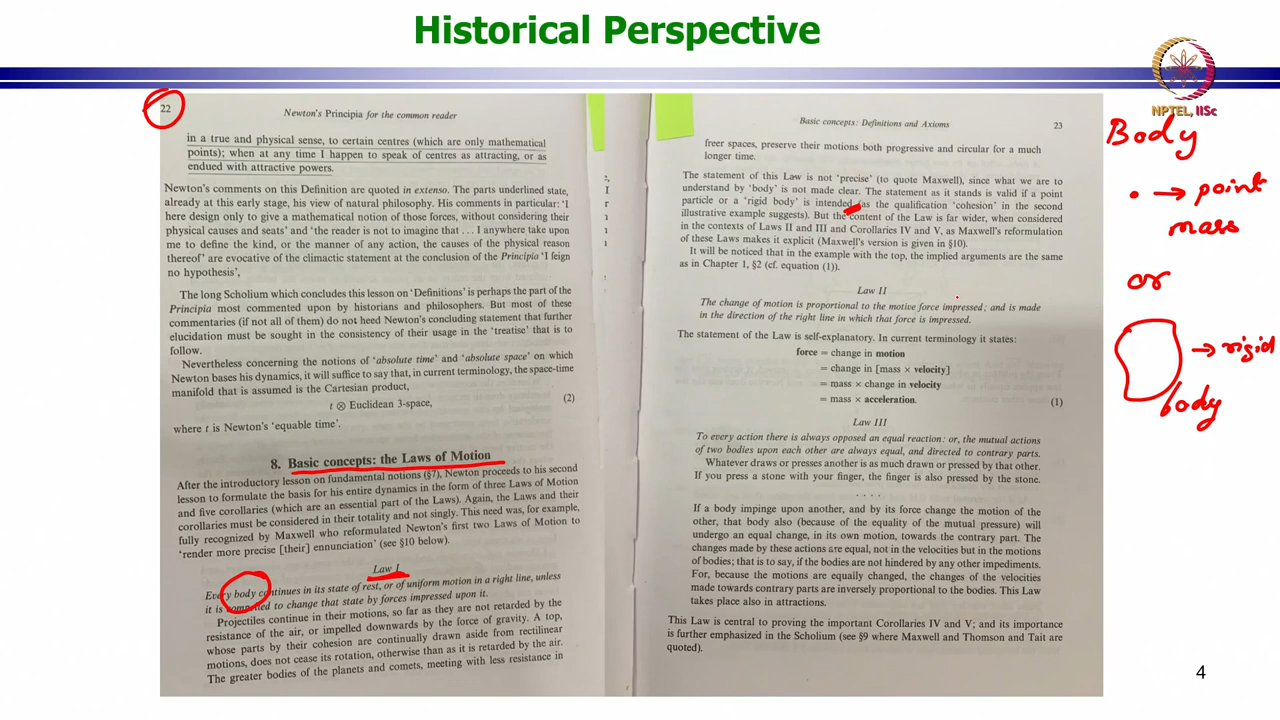 Historical Perspective
NPTEL, IISc
22
Newton's Principia for the common reader
in a true and physical sense, to certain centres (which are only mathematical
points); when at any time I happen to speak of centres as attracting, or as
endued with attractive powers.
Newton's comments on this Definition are quoted in extenso. The parts underlined state,
already at this early stage, his view of natural philosophy. His comments in particular: 'I
here design only to give a mathematical notion of those forces, without considering their
physical causes and seats' and 'the reader is not to imagine that . . . I anywhere take upon
me to define the kind, or the manner of any action, the causes of the physical reason
thereof' are evocative of the climactic statement at the conclusion of the Principia 'I feign
no hypothesis',
The long Scholium which concludes this lesson on 'Definitions' is perhaps the part of the
Principia most commented upon by historians and philosophers. But most of these
commentaries (if not all of them) do not heed Newton's concluding statement that further
elucidation must be sought in the consistency of their usage in the 'treatise' that is to
follow.
Nevertheless concerning the notions of 'absolute time' and 'absolute space' on which
Newton bases his dynamics, it will suffice to say that, in current terminology, the space-time
manifold that is assumed is the Cartesian product,
t ⊗ Euclidean 3-space, (2)
where t is Newton's 'equable time'.
8. Basic concepts: the Laws of Motion
After the introductory lesson on fundamental notions (§7), Newton proceeds to his second
lesson to formulate the basis for his entire dynamics in the form of three Laws of Motion
and five corollaries (which are an essential part of the Laws). Again, the Laws and their
corollaries must be considered in their totality and not singly. This need was, for example,
fully recognized by Maxwell who reformulated Newton's first two Laws of Motion to
'render more precise [their] ennunciation' (see §10 below).
Law I
Every body continues in its state of rest, or of uniform motion in a right line, unless
it is compelled to change that state by forces impressed upon it.
Projectiles continue in their motions, so far as they are not retarded by the
resistance of the air, or impelled downwards by the force of gravity. A top,
whose parts by their cohesion are continually drawn aside from rectilinear
motions, does not cease its rotation, otherwise than as it is retarded by the air.
The greater bodies of the planets and comets, meeting with less resistance in
Basic concepts: Definitions and Axioms
23
freer spaces, preserve their motions both progressive and circular for a much
longer time.
The statement of this Law is not 'precise' (to quote Maxwell), since what we are to
understand by 'body' is not made clear. The statement as it stands is valid if a point
particle or a 'rigid body' is intended (as the qualification 'cohesion' in the second
illustrative example suggests). But the content of the Law is far wider, when considered
in the contexts of Laws II and III and Corollaries IV and V, as Maxwell's reformulation
of these Laws makes it explicit (Maxwell's version is given in §10).
It will be noticed that in the example with the top, the implied arguments are the same
as in Chapter 1, §2 (cf. equation (1)).
Law II
The change of motion is proportional to the motive force impressed; and is made
in the direction of the right line in which that force is impressed.
The statement of the Law is self-explanatory. In current terminology it states:
force = change in motion
= change in [mass × velocity]
= mass × change in velocity
= mass × acceleration. (1)
Law III
To every action there is always opposed an equal reaction: or, the mutual actions
of two bodies upon each other are always equal, and directed to contrary parts.
Whatever draws or presses another is as much drawn or pressed by that other.
If you press a stone with your finger, the finger is also pressed by the stone.
. . . .
If a body impinge upon another, and by its force change the motion of the
other, that body also (because of the equality of the mutual pressure) will
undergo an equal change, in its own motion, towards the contrary part. The
changes made by these actions are equal, not in the velocities but in the motions
of bodies; that is to say, if the bodies are not hindered by any other impediments.
For, because the motions are equally changed, the changes of the velocities
made towards contrary parts are inversely proportional to the bodies. This Law
takes place also in attractions.
This Law is central to proving the important Corollaries IV and V; and its importance
is further emphasized in the Scholium (see §9 where Maxwell and Thomson and Tait are
quoted).
Body
→ point
mass
or
→ rigid
body
4